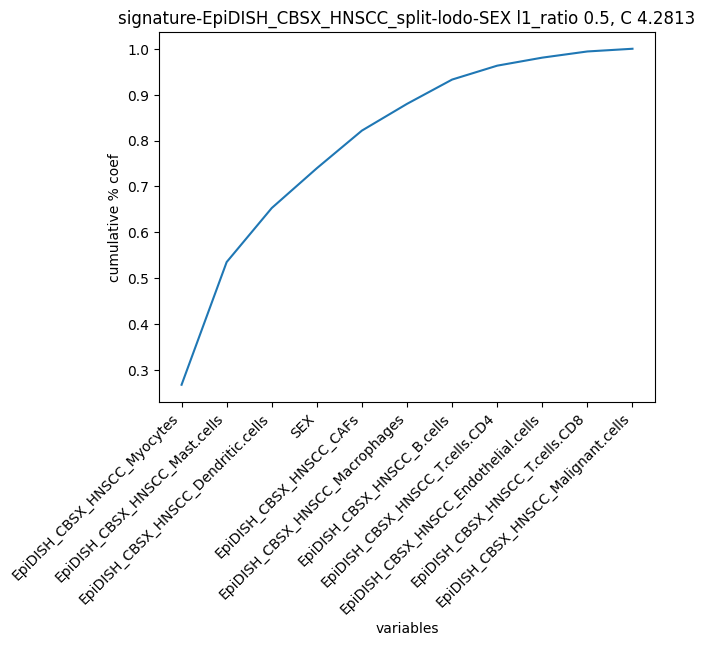 signature-EpiDISH_CBSX_HNSCC_split-lodo-SEX l1_ratio 0.5, C 4.2813
cumulative % coef
1.0
0.9
0.8
0.7
0.6
0.5
0.4
0.3
EpiDISH_CBSX_HNSCC_Myocytes
EpiDISH_CBSX_HNSCC_Mast.cells
EpiDISH_CBSX_HNSCC_Dendritic.cells
SEX
EpiDISH_CBSX_HNSCC_CAFs
EpiDISH_CBSX_HNSCC_Macrophages
EpiDISH_CBSX_HNSCC_B.cells
EpiDISH_CBSX_HNSCC_T.cells.CD4
EpiDISH_CBSX_HNSCC_Endothelial.cells
EpiDISH_CBSX_HNSCC_T.cells.CD8
EpiDISH_CBSX_HNSCC_Malignant.cells
variables